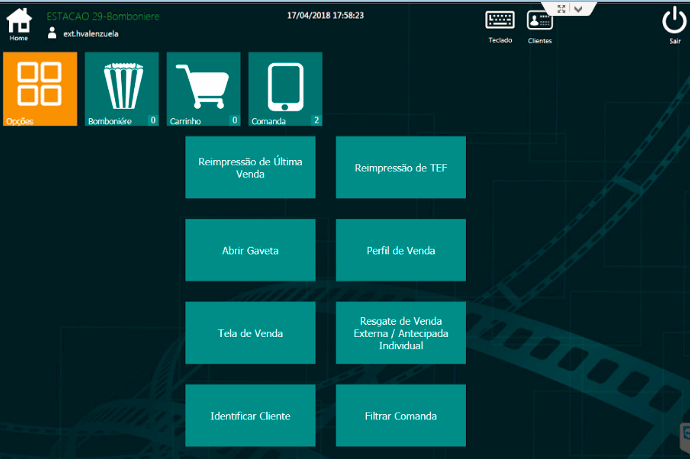 ESTACAO 29-Bomboniere
17/04/2018 17:58:23
ext.hvalenzuela
Home
Teclado
Clientes
Sair
Opções
Bomboniére 0
Carrinho 0
Comanda 2
Reimpressão de Última
Venda
Reimpressão de TEF
Abrir Gaveta
Perfil de Venda
Tela de Venda
Resgate de Venda
Externa / Antecipada
Individual
Identificar Cliente
Filtrar Comanda